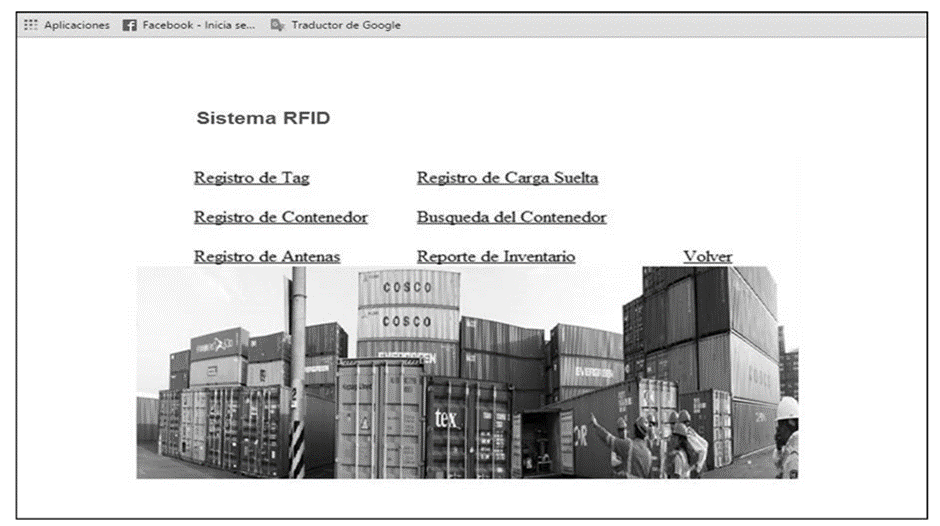 Aplicaciones Facebook - Inicia se... Traductor de Google
Sistema RFID
Registro de Tag Registro de Carga Suelta
Registro de Contenedor Busqueda del Contenedor
Registro de Antenas Reporte de Inventario Volver
COSCO
COSCO
EVERGREEN
EVERGREEN
COSCO
tex